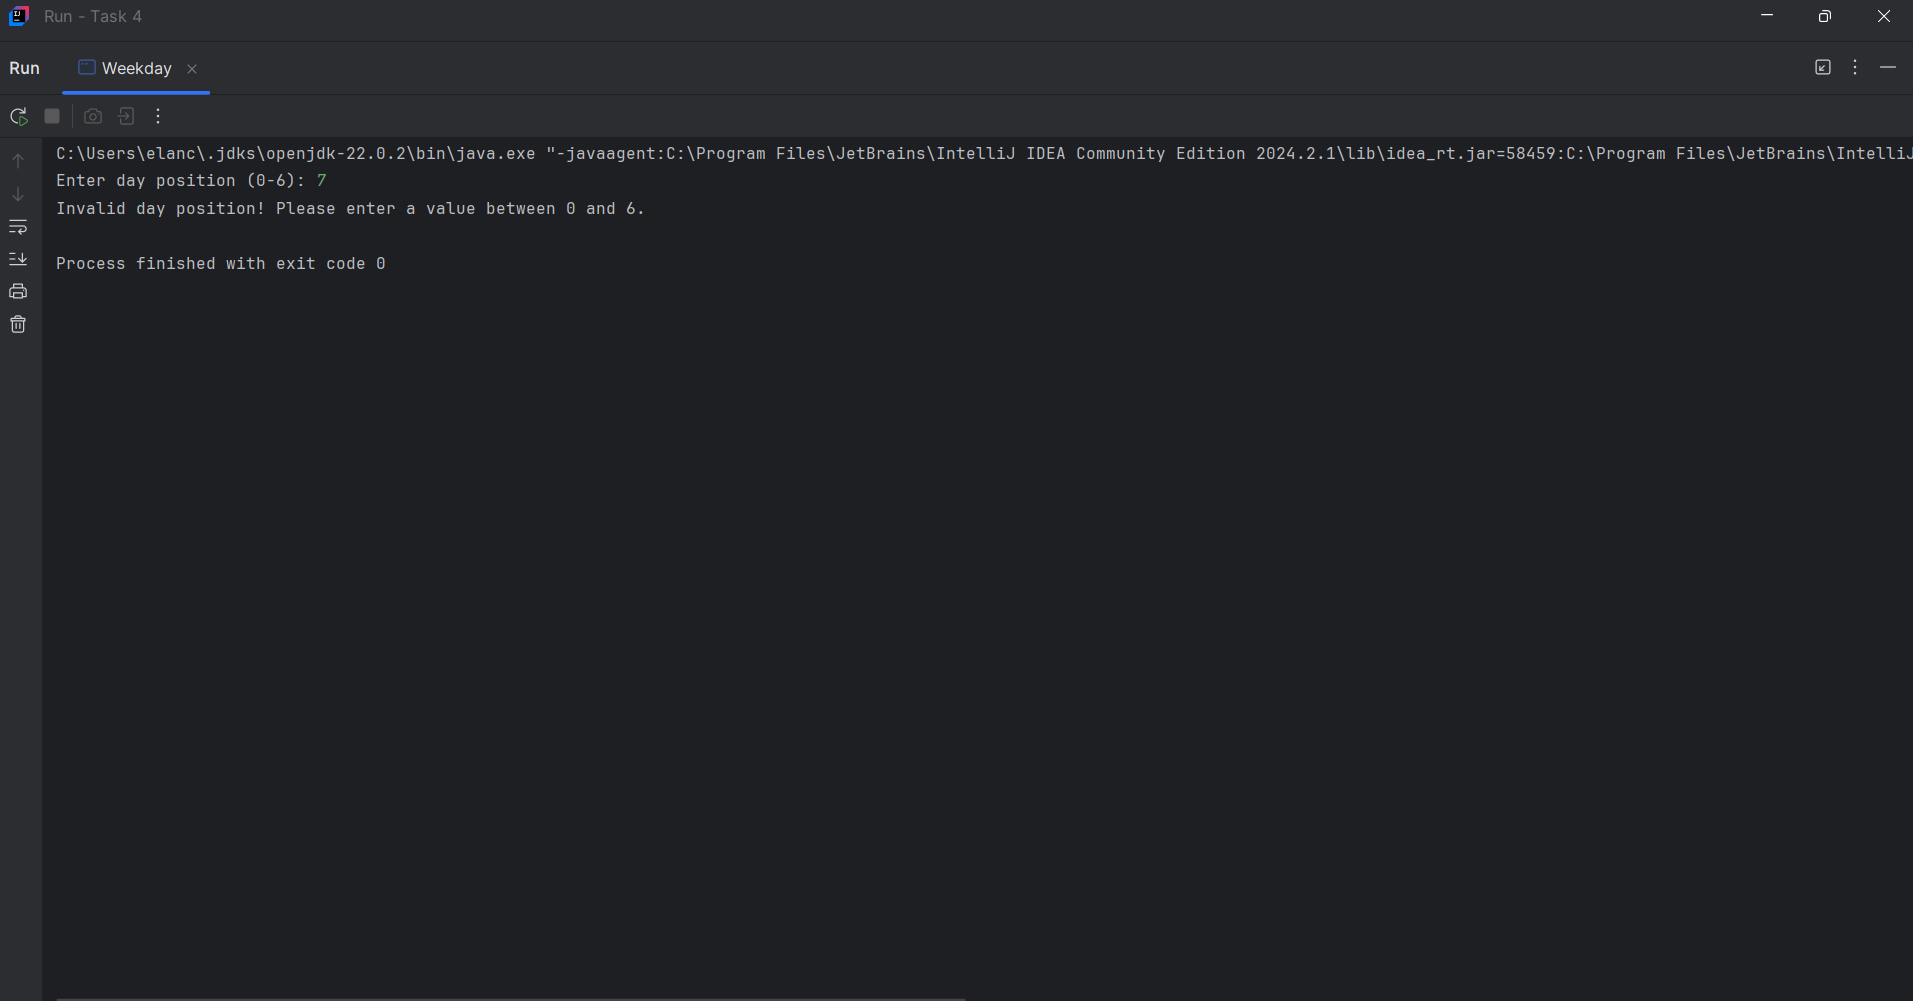 Run - Task 4
Run Weekday
C:\Users\elanc\.jdks\openjdk-22.0.2\bin\java.exe "-javaagent:C:\Program Files\JetBrains\IntelliJ IDEA Community Edition 2024.2.1\lib\idea_rt.jar=58459:C:\Program Files\JetBrains\IntelliJ
Enter day position (0-6): 7
Invalid day position! Please enter a value between 0 and 6.
Process finished with exit code 0